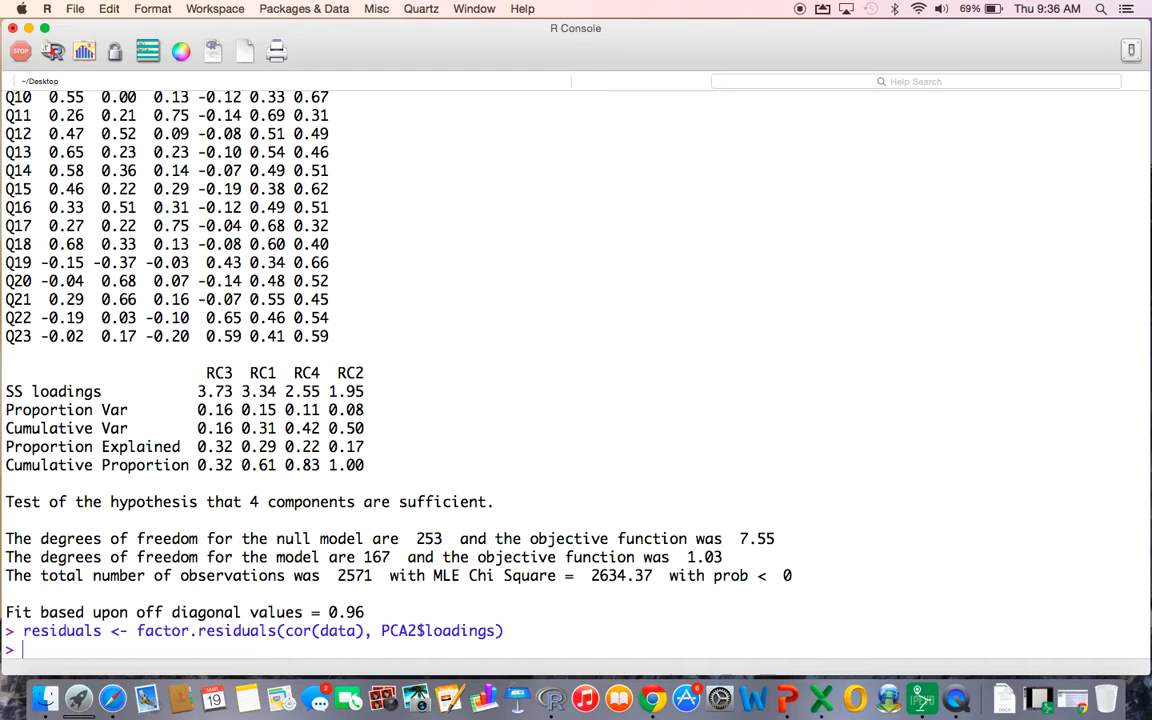 R File Edit Format Workspace Packages & Data Misc Quartz Window Help 69% Thu 9:36 AM
R Console
STOP
~/Desktop Help Search
Q10 0.55 0.00 0.13 -0.12 0.33 0.67
Q11 0.26 0.21 0.75 -0.14 0.69 0.31
Q12 0.47 0.52 0.09 -0.08 0.51 0.49
Q13 0.65 0.23 0.23 -0.10 0.54 0.46
Q14 0.58 0.36 0.14 -0.07 0.49 0.51
Q15 0.46 0.22 0.29 -0.19 0.38 0.62
Q16 0.33 0.51 0.31 -0.12 0.49 0.51
Q17 0.27 0.22 0.75 -0.04 0.68 0.32
Q18 0.68 0.33 0.13 -0.08 0.60 0.40
Q19 -0.15 -0.37 -0.03 0.43 0.34 0.66
Q20 -0.04 0.68 0.07 -0.14 0.48 0.52
Q21 0.29 0.66 0.16 -0.07 0.55 0.45
Q22 -0.19 0.03 -0.10 0.65 0.46 0.54
Q23 -0.02 0.17 -0.20 0.59 0.41 0.59
RC3 RC1 RC4 RC2
SS loadings 3.73 3.34 2.55 1.95
Proportion Var 0.16 0.15 0.11 0.08
Cumulative Var 0.16 0.31 0.42 0.50
Proportion Explained 0.32 0.29 0.22 0.17
Cumulative Proportion 0.32 0.61 0.83 1.00
Test of the hypothesis that 4 components are sufficient.
The degrees of freedom for the null model are 253 and the objective function was 7.55
The degrees of freedom for the model are 167 and the objective function was 1.03
The total number of observations was 2571 with MLE Chi Square = 2634.37 with prob < 0
Fit based upon off diagonal values = 0.96
> residuals <- factor.residuals(cor(data), PCA2$loadings)
>